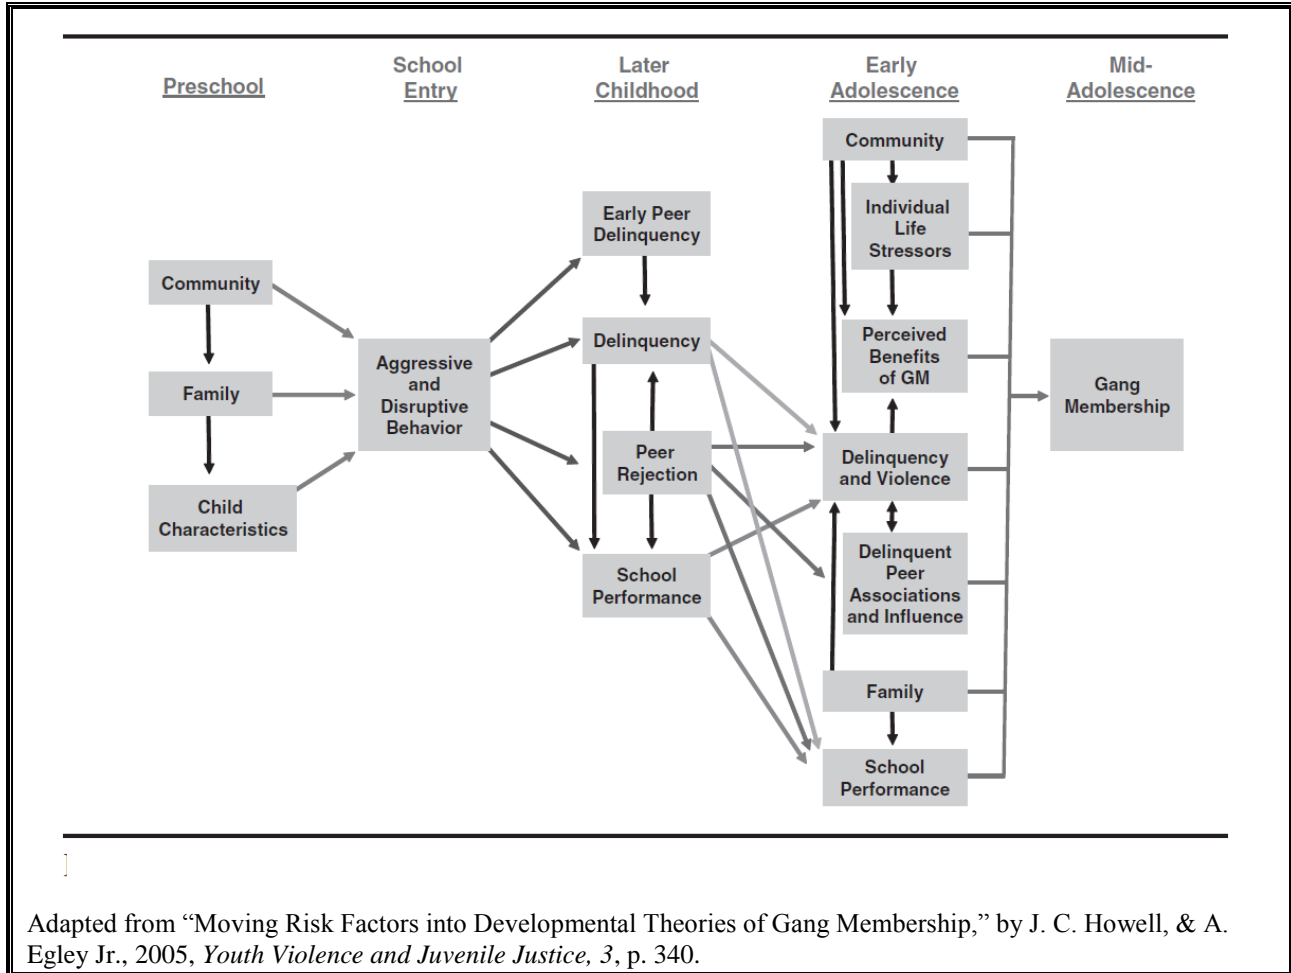 Preschool
School
Entry
Later
Childhood
Early
Adolescence
Mid-
Adolescence
Community
Family
Child
Characteristics
Aggressive
and
Disruptive
Behavior
Early Peer
Delinquency
Delinquency
Peer
Rejection
School
Performance
Community
Individual
Life
Stressors
Perceived
Benefits
of GM
Delinquency
and Violence
Delinquent
Peer
Associations
and Influence
Family
School
Performance
Gang
Membership
Adapted from “Moving Risk Factors into Developmental Theories of Gang Membership,” by J. C. Howell, & A.
Egley Jr., 2005, Youth Violence and Juvenile Justice, 3, p. 340.